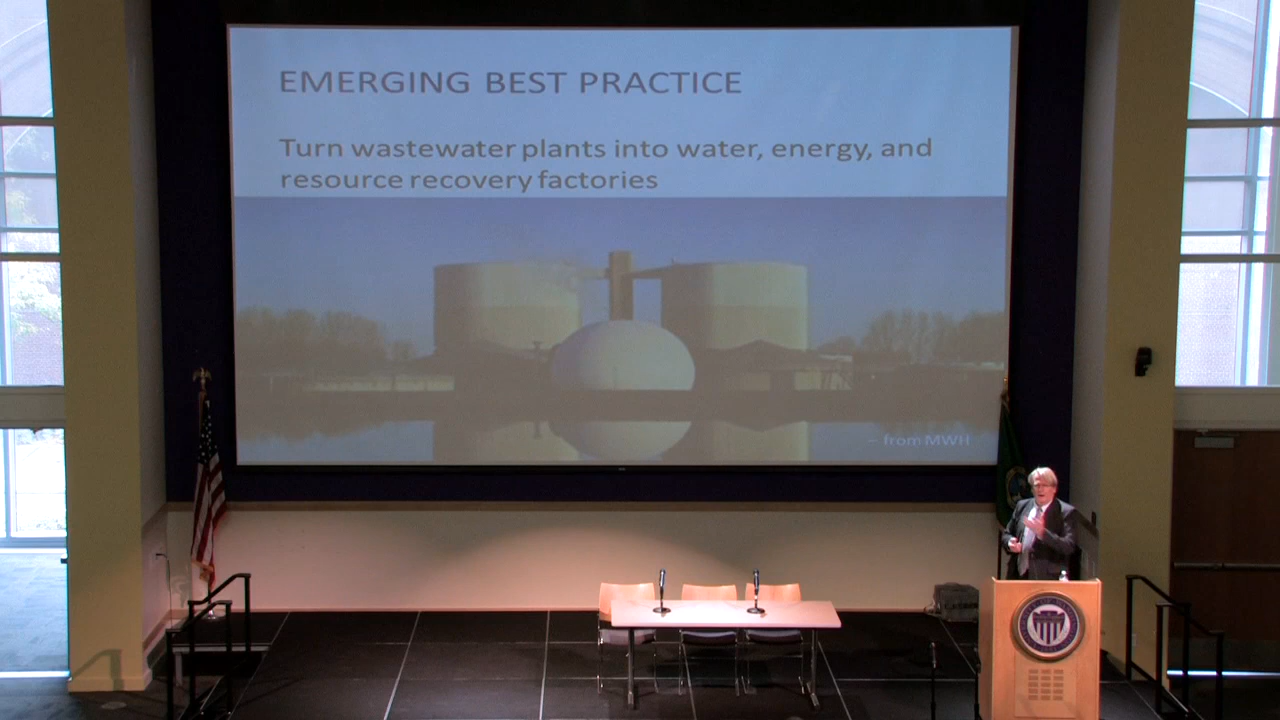 EMERGING BEST PRACTICE
Turn wastewater plants into water, energy, and
resource recovery factories
– from MWH